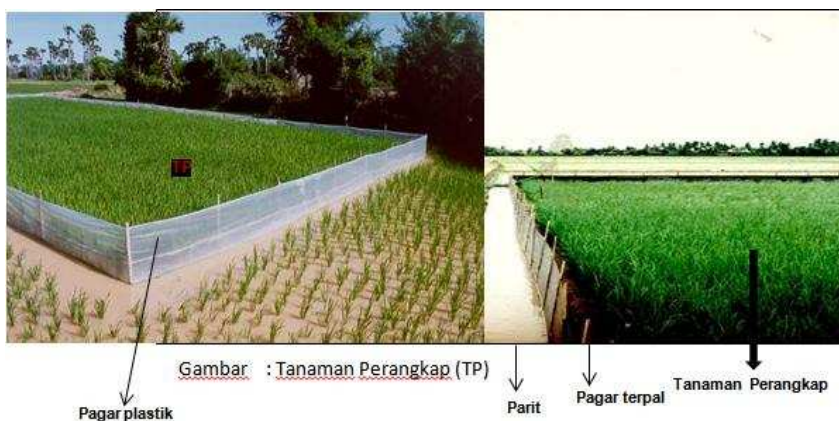 TP
Gambar : Tanaman Perangkap (TP)
Pagar plastik
Parit
Pagar terpal
Tanaman Perangkap